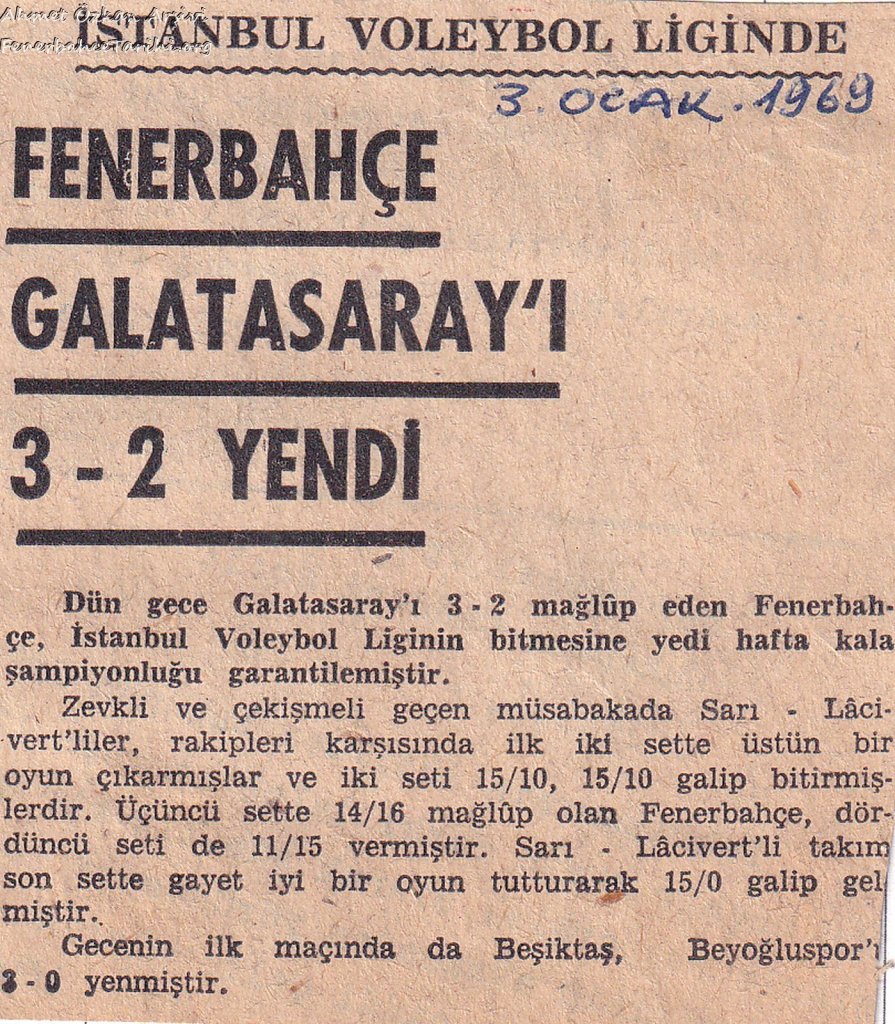 Ahmet Özhan Arşivi
FenerbahceTarihi.org
İSTANBUL VOLEYBOL LİGİNDE
3. OCAK. 1969
FENERBAHÇE
GALATASARAY'I
3 - 2 YENDİ
Dün gece Galatasaray'ı 3 - 2 mağlûp eden Fenerbah-
çe, İstanbul Voleybol Liginin bitmesine yedi hafta kala
şampiyonluğu garantilemiştir.
Zevkli ve çekişmeli geçen müsabakada Sarı - Lâci-
vert'liler, rakipleri karşısında ilk iki sette üstün bir
oyun çıkarmışlar ve iki seti 15/10, 15/10 galip bitirmiş-
lerdir. Üçüncü sette 14/16 mağlûp olan Fenerbahçe, dör-
düncü seti de 11/15 vermiştir. Sarı - Lâcivert'li takım
son sette gayet iyi bir oyun tutturarak 15/0 galip gel
miştir.
Gecenin ilk maçında da Beşiktaş, Beyoğluspor'ı
3 - 0 yenmiştir.